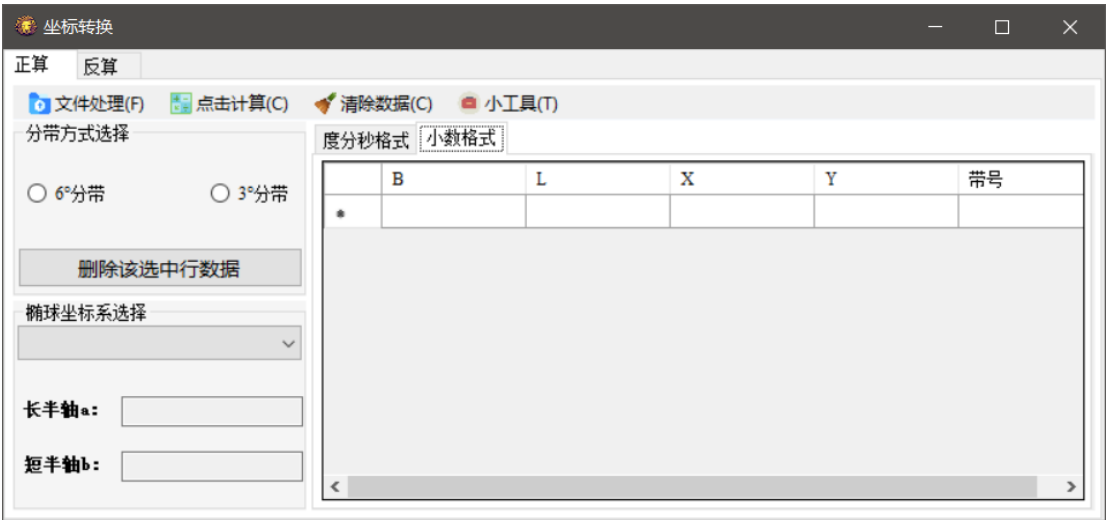 坐标转换
正算 反算
文件处理(F) 点击计算(C) 清除数据(C) 小工具(T)
分带方式选择
6°分带 3°分带
删除该选中行数据
椭球坐标系选择
长半轴a:
短半轴b:
度分秒格式 小数格式
B L X Y 带号
*